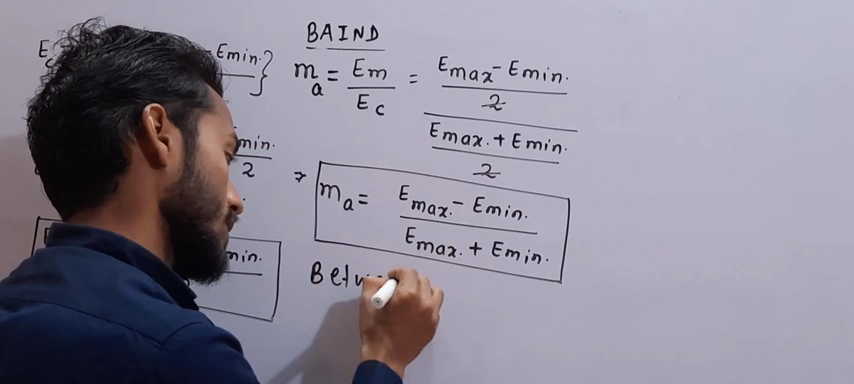 BAIND
Ec
- Emin. }
ma = Em / Ec = Emax - Emin. / 2 / Emax. + Emin. / 2
min. / 2
⇒ ma = Emax. - Emin. / Emax. + Emin.
min.